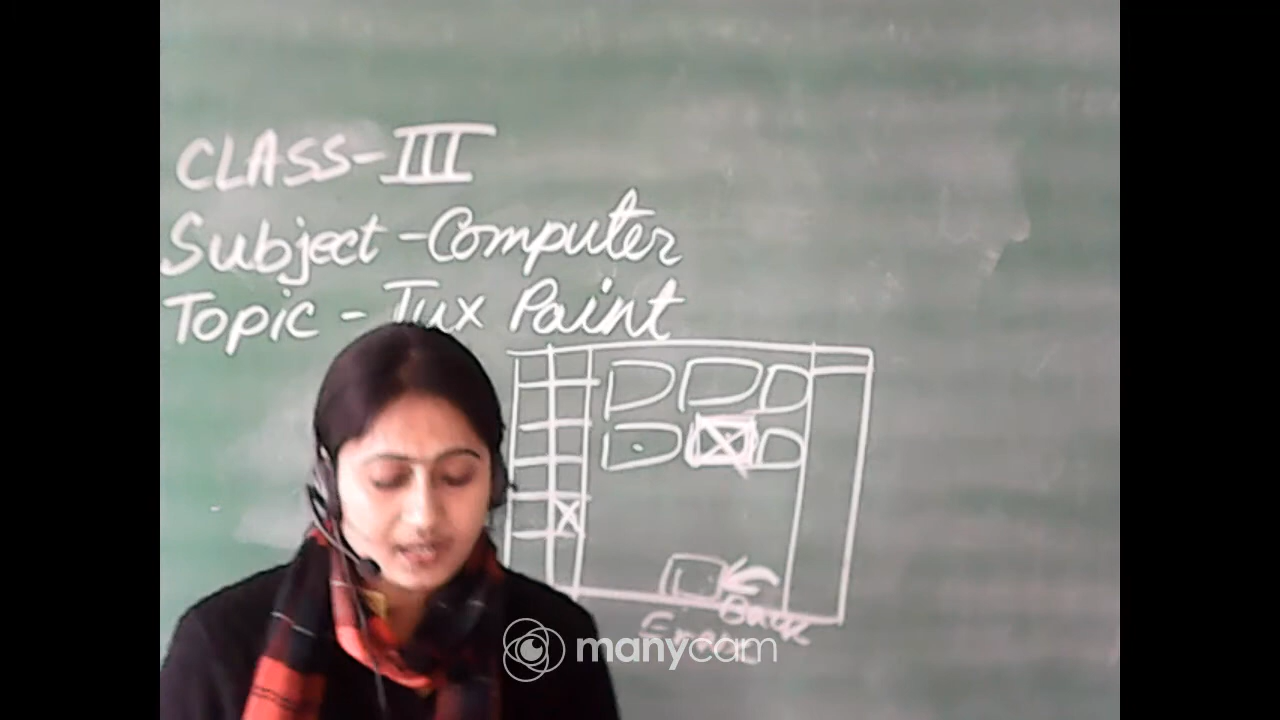 CLASS-III
Subject-Computer
Topic - Tux Paint
Back
manycam